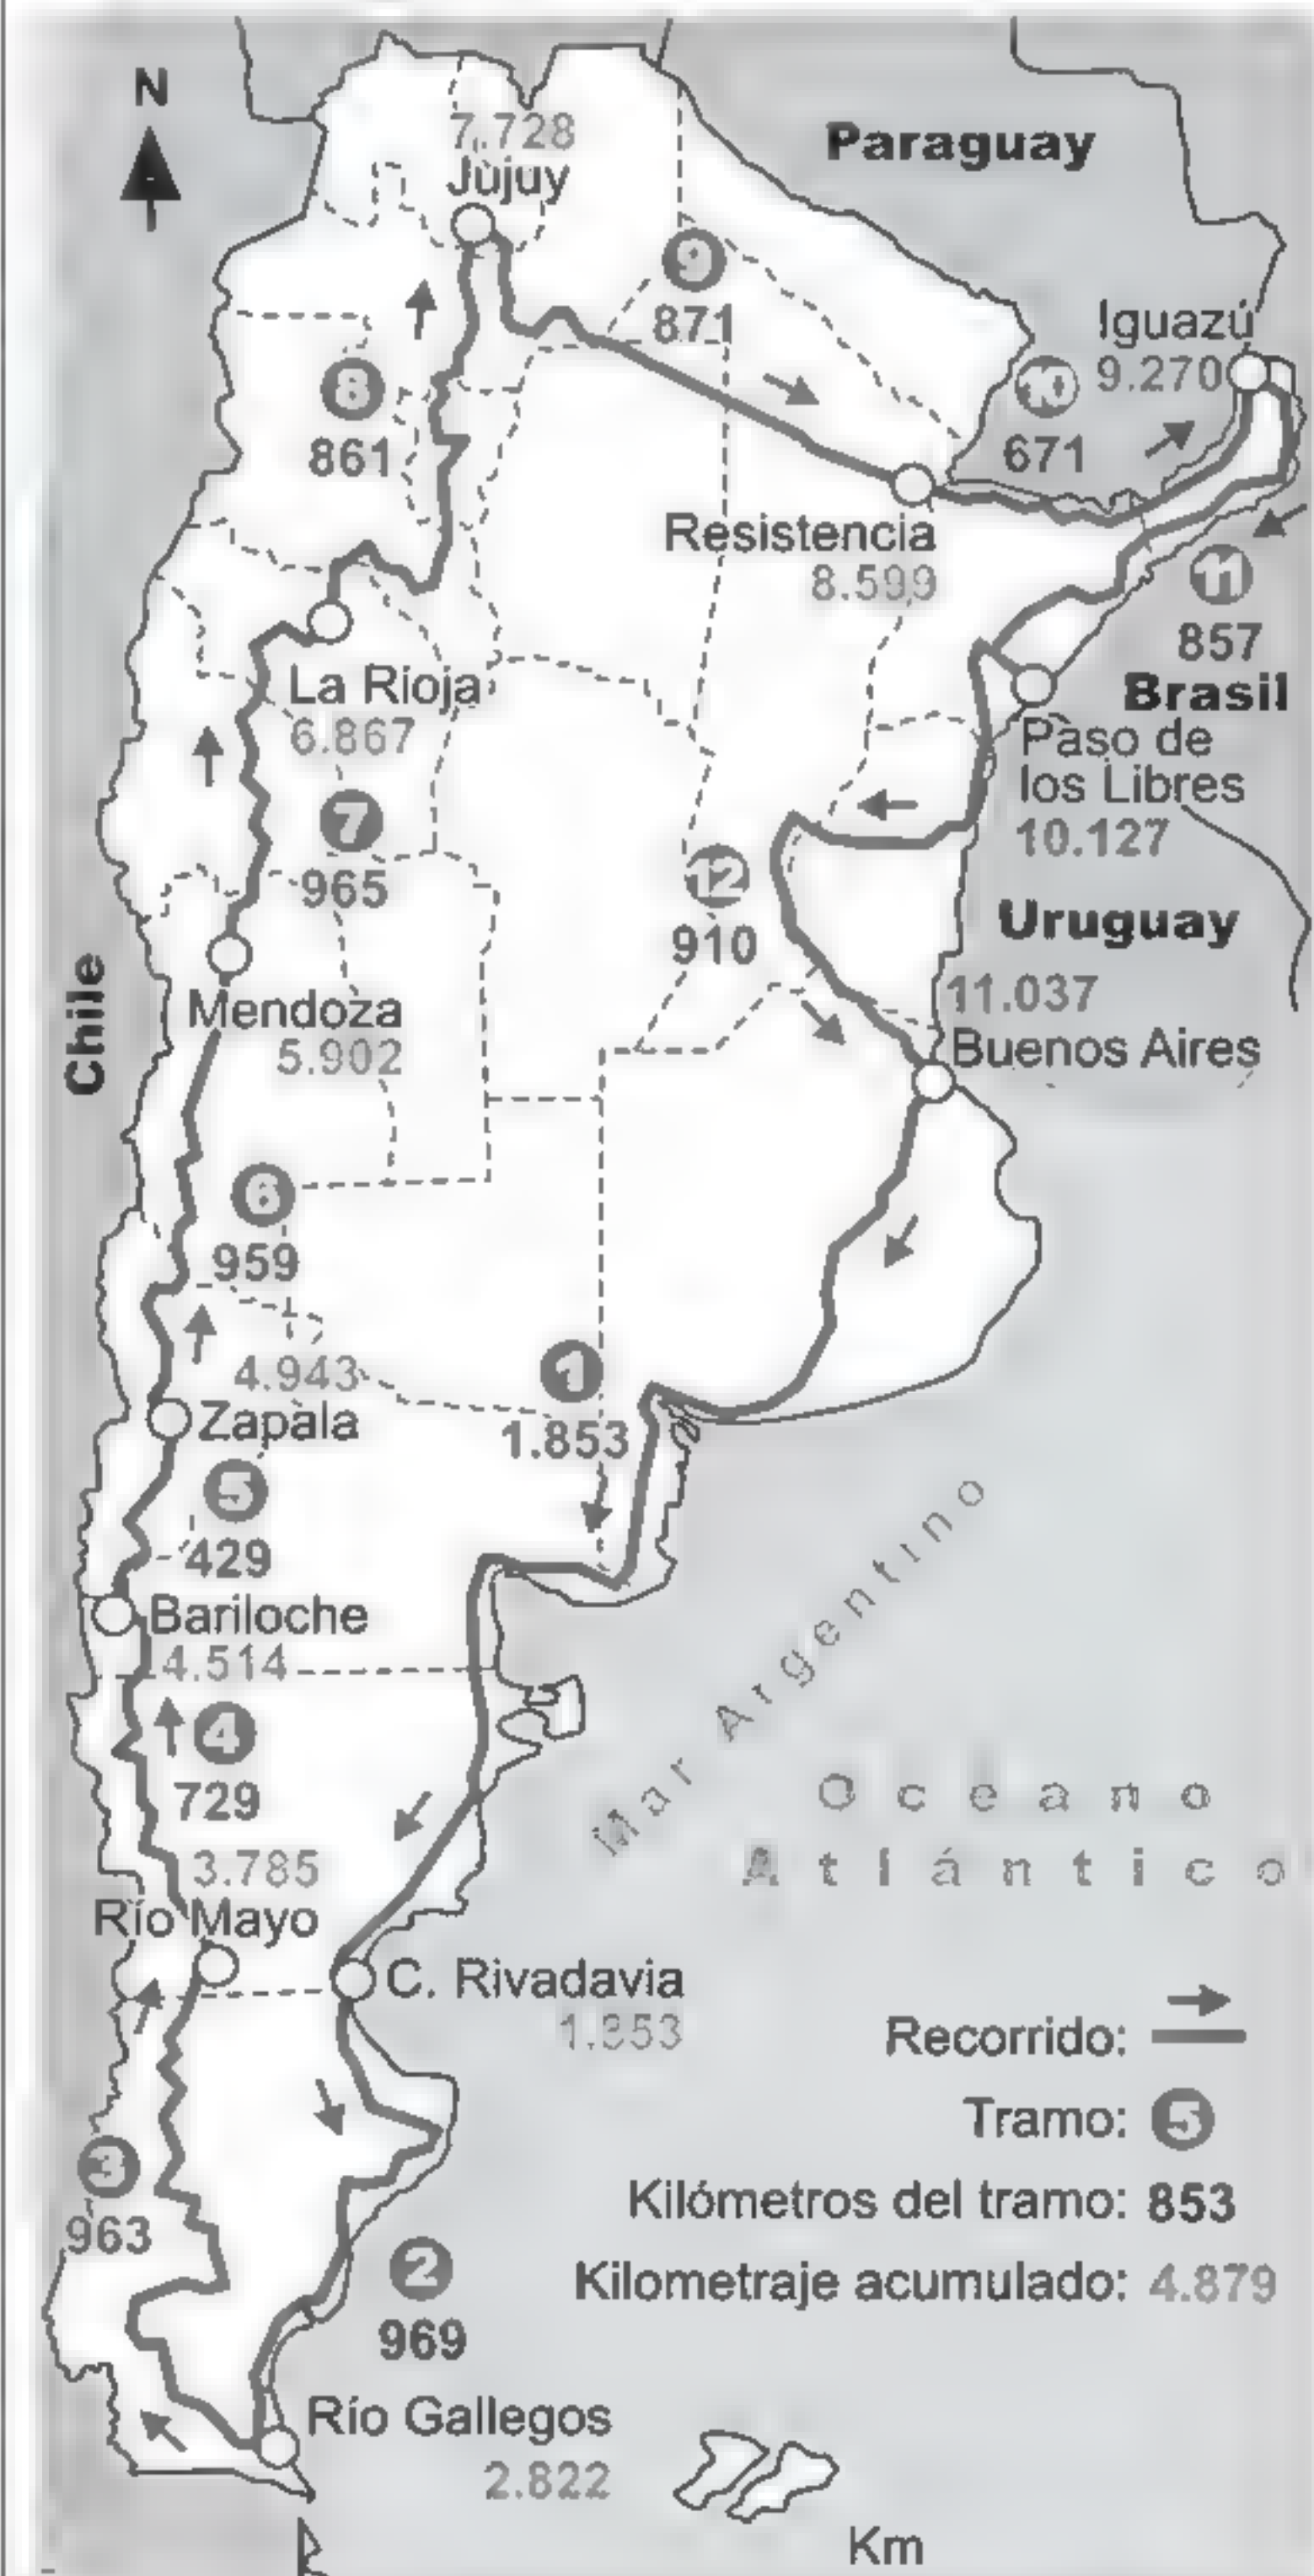 N
7.728
Jujuy
Paraguay
9
871
Iguazú
9.270
8
861
10
671
Resistencia
8.599
11
857
Brasil
La Rioja
6.867
Paso de
los Libres
10.127
7
965
12
910
Uruguay
Chile
Mendoza
5.902
11.037
Buenos Aires
6
959
4.943
Zapala
1
1.853
5
429
Bariloche
4.514
4
729
3.785
Río Mayo
Mar Argentino
Oceano
Atlántico
C. Rivadavia
1.853
Recorrido:
Tramo: 5
Kilómetros del tramo: 853
Kilometraje acumulado: 4.879
3
963
2
969
Río Gallegos
2.822
Km